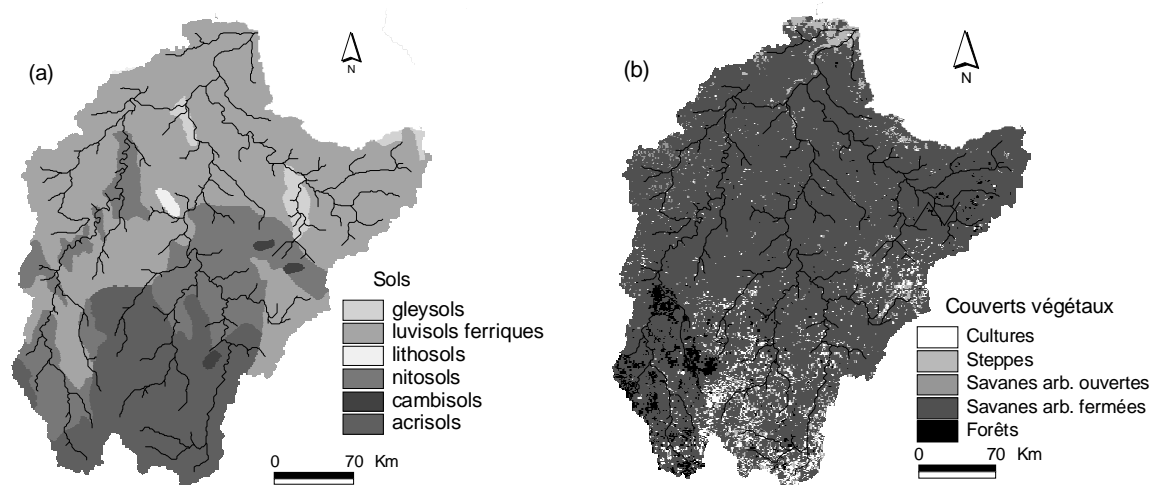 (a)
N
Sols
gleysols
luvisols ferriques
lithosols
nitosols
cambisols
acrisols
0 70 Km
(b)
N
Couverts végétaux
Cultures
Steppes
Savanes arb. ouvertes
Savanes arb. fermées
Forêts
0 70 Km